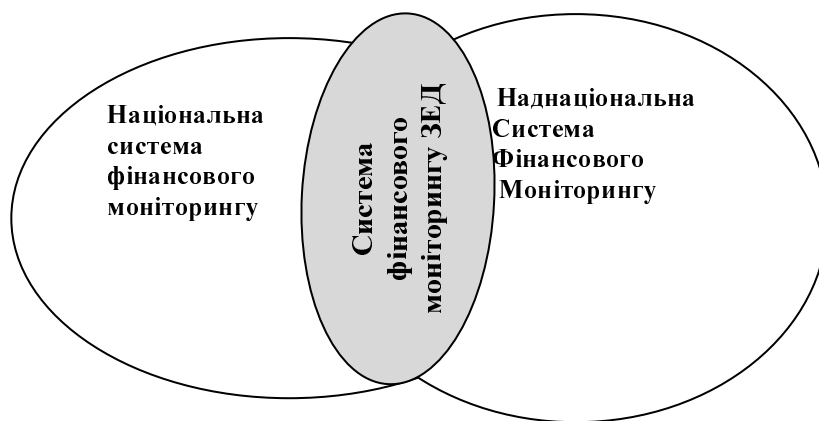 Національна
система
фінансового
моніторингу
Система
фінансового
моніторингу ЗЕД
Наднаціональна
Система
Фінансового
Моніторингу